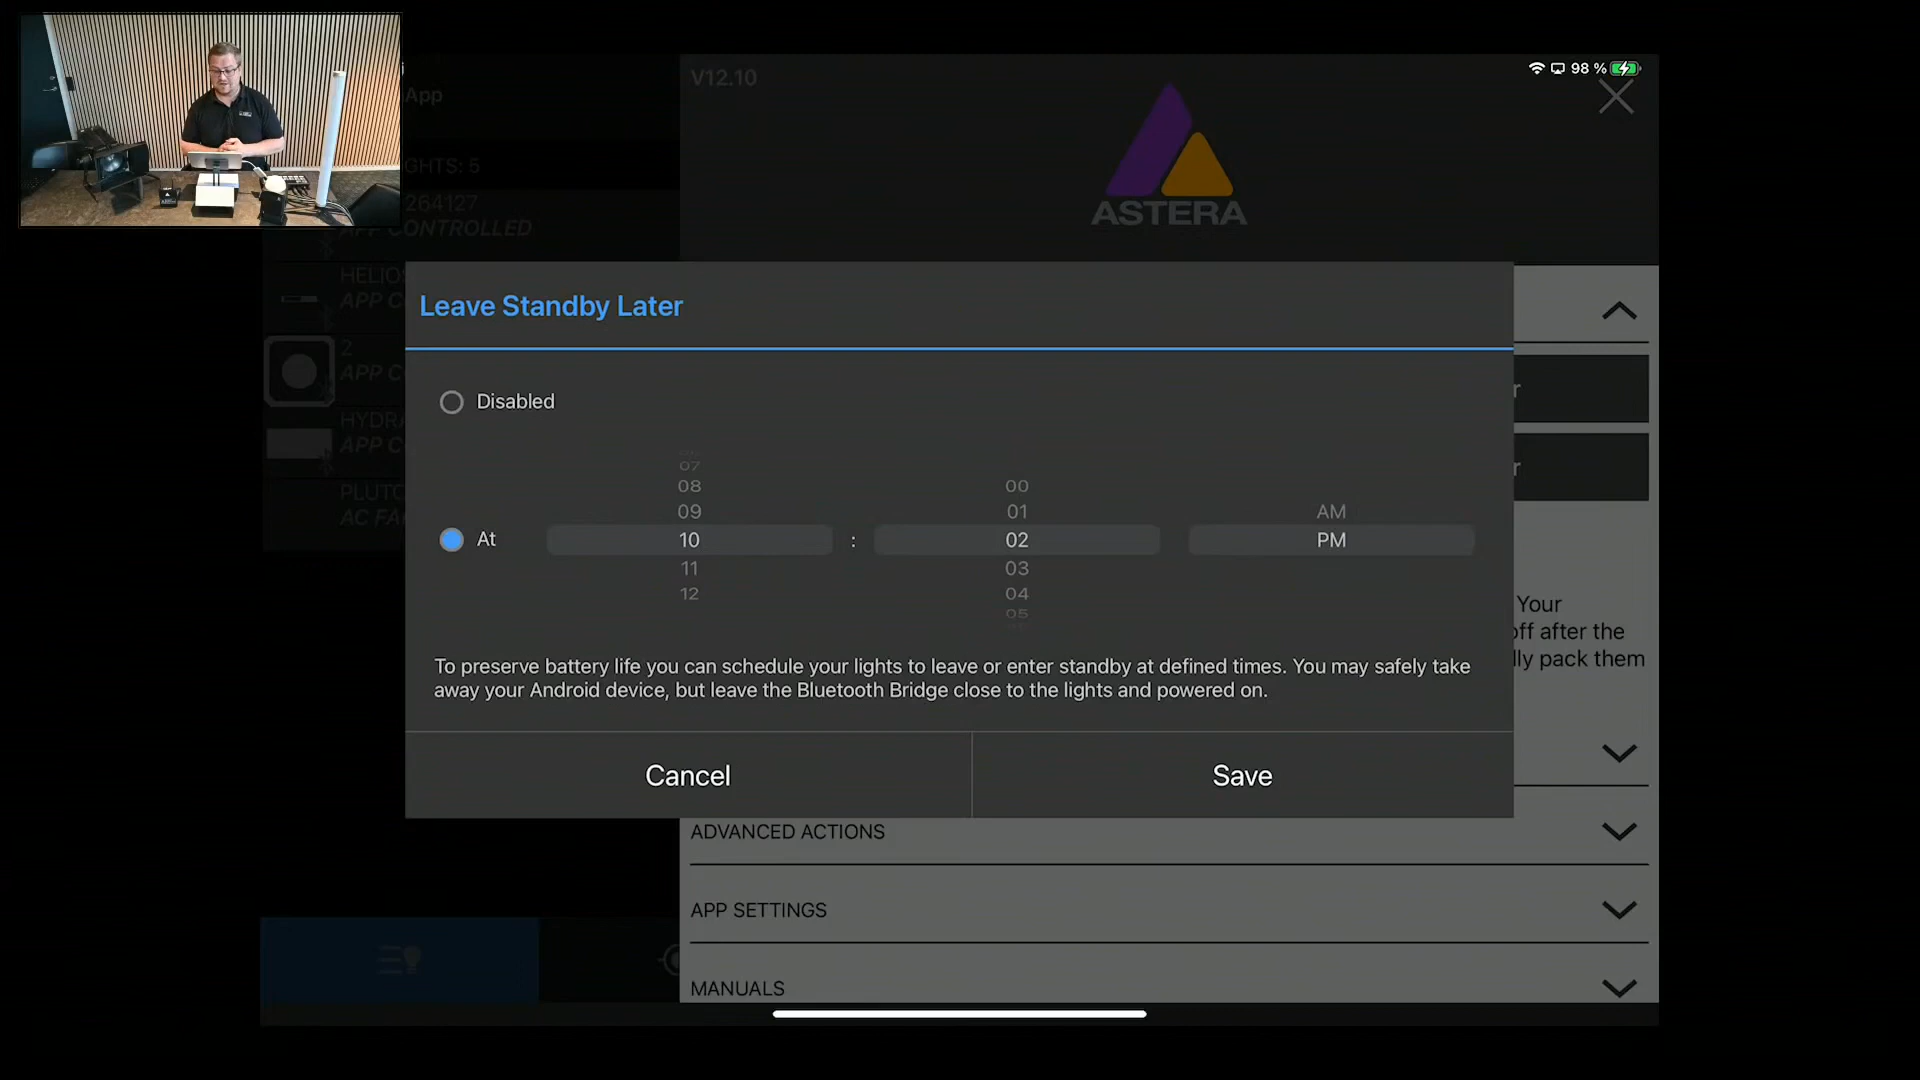 V12.10
98 %
App
ASTERA
GHTS: 5
264127
APP CONTROLLED
HELIOS
APP C
2
APP C
HYDRA
APP C
PLUTO
AC FA
Leave Standby Later
Disabled
07
08
09
At 10 : 02 PM
11
12
00
01
03
04
05
AM
To preserve battery life you can schedule your lights to leave or enter standby at defined times. You may safely take
away your Android device, but leave the Bluetooth Bridge close to the lights and powered on.
Cancel
Save
r
r
Your
off after the
lly pack them
ADVANCED ACTIONS
APP SETTINGS
MANUALS